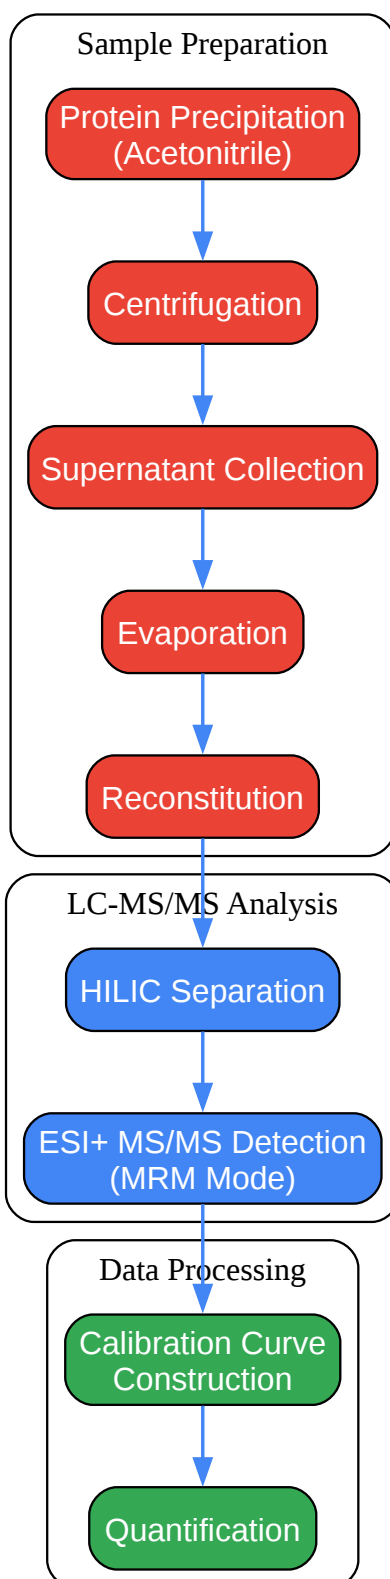 Sample Preparation
Protein Precipitation
(Acetonitrile)
Centrifugation
Supernatant Collection
Evaporation
Reconstitution
LC-MS/MS Analysis
HILIC Separation
ESI+ MS/MS Detection
(MRM Mode)
Data Processing
Calibration Curve
Construction
Quantification